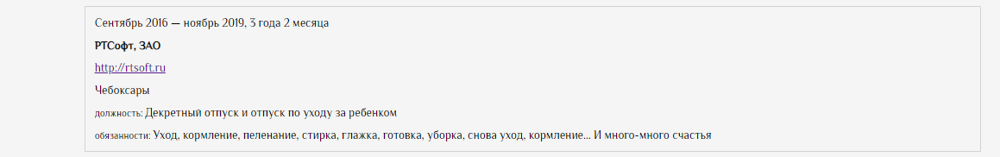 Сентябрь 2016 — ноябрь 2019, 3 года 2 месяца
РТСофт, ЗАО
http://rtsoft.ru
Чебоксары
должность: Декретный отпуск и отпуск по уходу за ребенком
обязанности: Уход, кормление, пеленание, стирка, глажка, готовка, уборка, снова уход, кормление... И много-много счастья